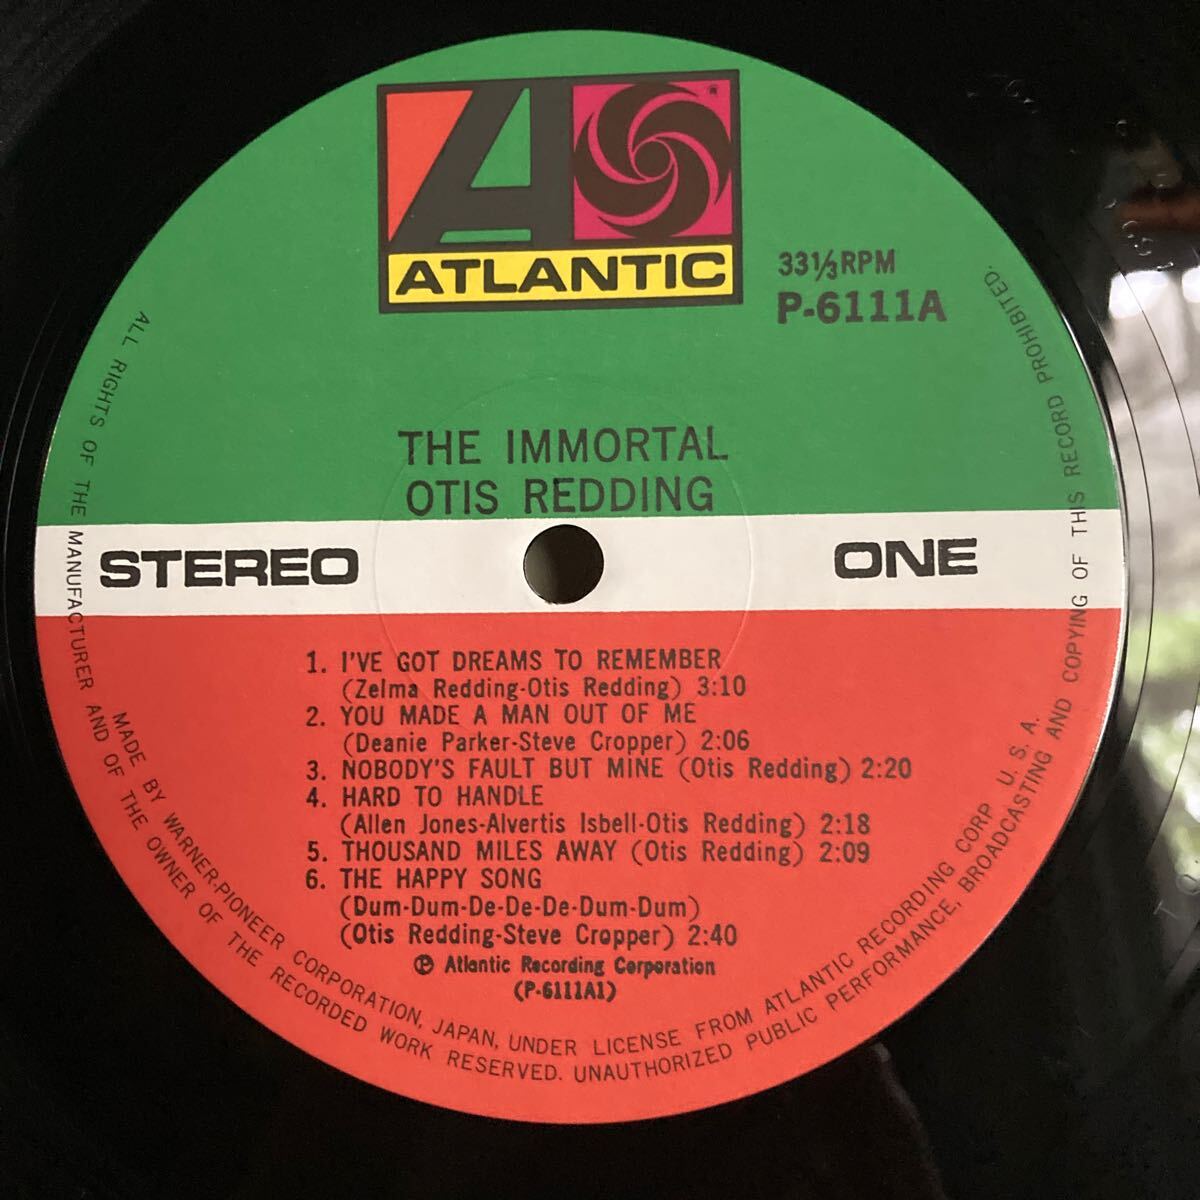 ATLANTIC
33⅓RPM
P-6111A
THE IMMORTAL
OTIS REDDING
STEREO
ONE
1. I'VE GOT DREAMS TO REMEMBER
(Zelma Redding-Otis Redding) 3:10
2. YOU MADE A MAN OUT OF ME
(Deanie Parker-Steve Cropper) 2:06
3. NOBODY'S FAULT BUT MINE (Otis Redding) 2:20
4. HARD TO HANDLE
(Allen Jones-Alvertis Isbell-Otis Redding) 2:18
5. THOUSAND MILES AWAY (Otis Redding) 2:09
6. THE HAPPY SONG
(Dum-Dum-De-De-De-Dum-Dum)
(Otis Redding-Steve Cropper) 2:40
Ⓟ Atlantic Recording Corporation
(P-6111A1)
MADE BY WARNER-PIONEER CORPORATION, JAPAN, UNDER LICENSE FROM ATLANTIC RECORDING CORP U. S. A.
ALL RIGHTS OF THE MANUFACTURER AND OF THE OWNER OF THE RECORDED WORK RESERVED. UNAUTHORIZED PUBLIC PERFORMANCE, BROADCASTING AND COPYING OF THIS RECORD PROHIBITED.